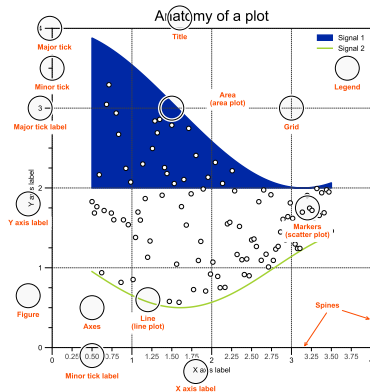 Anatomy of a plot
Major tick
Title
Signal 1
Signal 2
Minor tick
Area
(area plot)
Legend
3
Major tick label
Grid
2
Y axis label
Y axis label
Markers
(scatter plot)
1
Figure
Axes
Line
(line plot)
Spines
0
0 0.25 0.50 0.75 1 1.25 1.50 1.75 2 2.25 2.50 2.75 3 3.25 3.50 3.75
Minor tick label
X axis label
X axis label